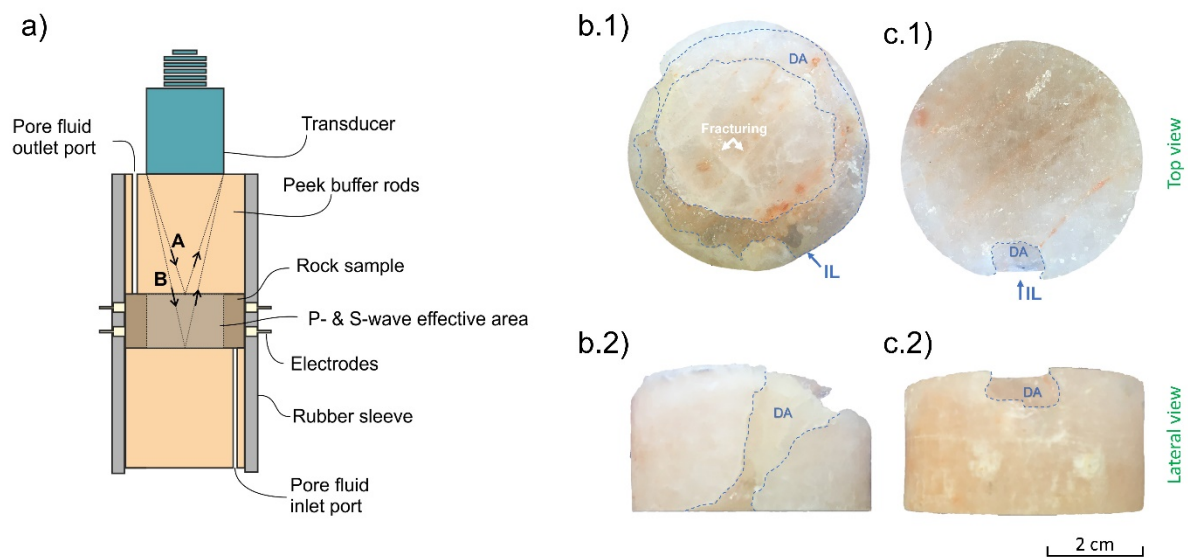 a)
Pore fluid
outlet port
Transducer
Peek buffer rods
A
B
Rock sample
P- & S-wave effective area
Electrodes
Rubber sleeve
Pore fluid
inlet port
b.1)
DA
Fracturing
IL
c.1)
DA
IL
Top view
b.2)
DA
c.2)
DA
Lateral view
2 cm